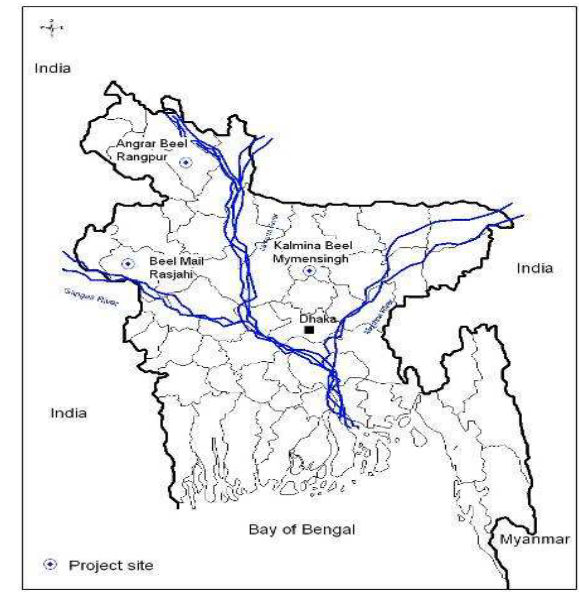 India
Angrar Beel
Rangpur
Kalmina Beel
Mymensingh
Beel Mail
Rasjahi
India
Ganges River
Dhaka
India
Bay of Bengal
Myanmar
Project site